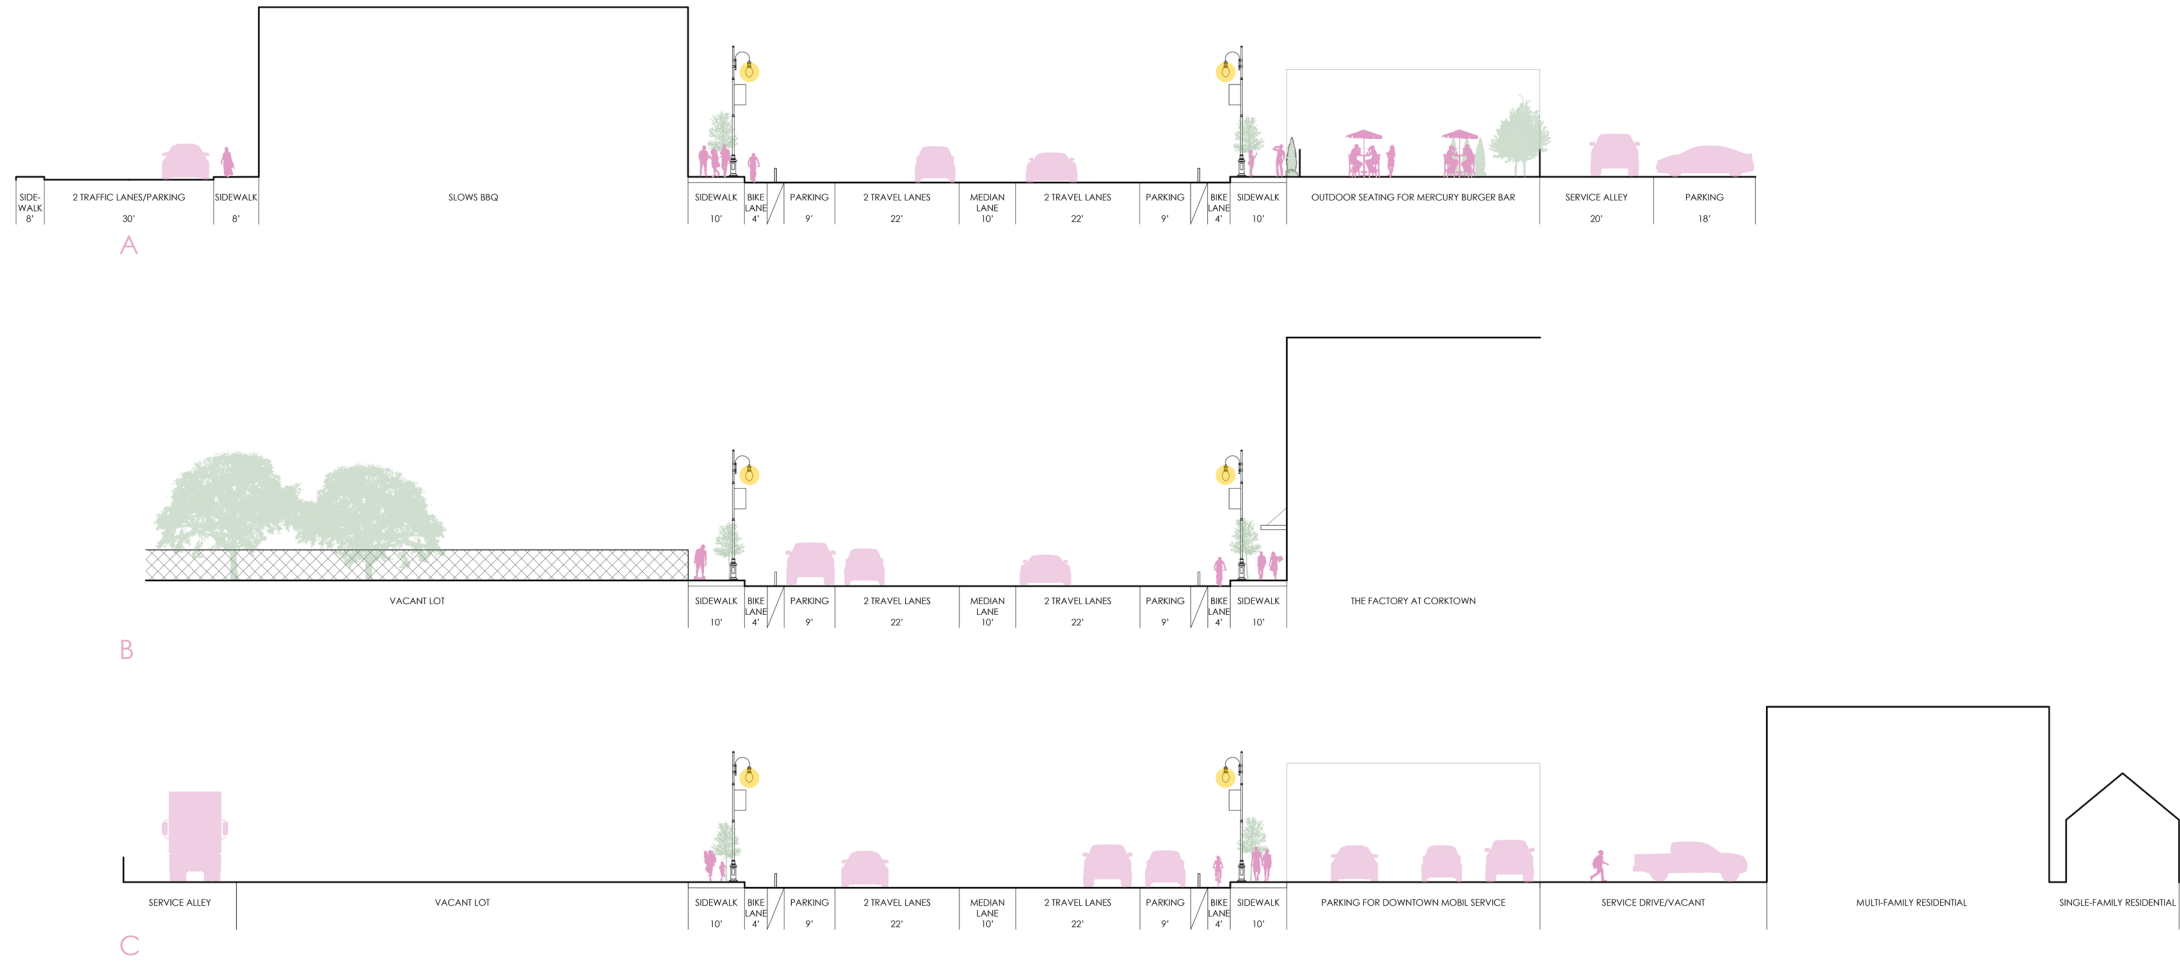 SIDE-
WALK
8'
2 TRAFFIC LANES/PARKING
30'
SIDEWALK
8'
SLOWS BBQ
SIDEWALK
10'
BIKE
LANE
4'
PARKING
9'
2 TRAVEL LANES
22'
MEDIAN
LANE
10'
2 TRAVEL LANES
22'
PARKING
9'
BIKE
LANE
4'
SIDEWALK
10'
OUTDOOR SEATING FOR MERCURY BURGER BAR
SERVICE ALLEY
20'
PARKING
18'
A
VACANT LOT
SIDEWALK
10'
BIKE
LANE
4'
PARKING
9'
2 TRAVEL LANES
22'
MEDIAN
LANE
10'
2 TRAVEL LANES
22'
PARKING
9'
BIKE
LANE
4'
SIDEWALK
10'
THE FACTORY AT CORKTOWN
B
SERVICE ALLEY
VACANT LOT
SIDEWALK
10'
BIKE
LANE
4'
PARKING
9'
2 TRAVEL LANES
22'
MEDIAN
LANE
10'
2 TRAVEL LANES
22'
PARKING
9'
BIKE
LANE
4'
SIDEWALK
10'
PARKING FOR DOWNTOWN MOBIL SERVICE
SERVICE DRIVE/VACANT
MULTI-FAMILY RESIDENTIAL
SINGLE-FAMILY RESIDENTIAL
C